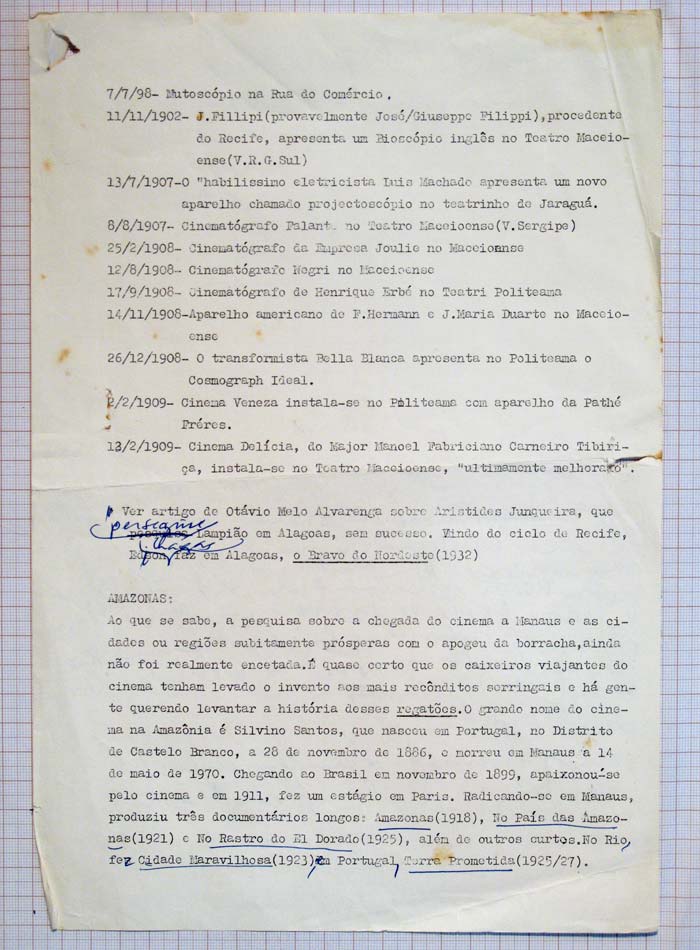 7/7/98- Mutoscópio na Rua do Comércio.
11/11/1902- J.Fillipi(provavelmente José/Giuseppe Filippi),procedente
do Recife, apresenta um Bioscópio inglês no Teatro Maceio-
ense(V.R.G.Sul)
13/7/1907-O "habilissimo eletricista Luis Machado apresenta um novo
aparelho chamado projectoscópio no teatrinho de Jaraguá.
8/8/1907- Cinematógrafo Falante no Teatro Maceioense(V.Sergipe)
25/2/1908- Cinematógrafo da Empresa Joulie no Maceioense
12/8/1908- Cinematógrafo Negri no Maceioense
17/9/1908- Cinematógrafo de Henrique Erbé no Teatri Politeama
14/11/1908-Aparelho americano de F.Hermann e J.Maria Duarte no Maceio-
ense
26/12/1908- O transformista Bella Blanca apresenta no Politeama o
Cosmograph Ideal.
2/2/1909- Cinema Veneza instala-se no Politeama com aparelho da Pathé
Fréres.
13/2/1909- Cinema Delícia, do Major Manoel Fabriciano Carneiro Tibiri-
ça, instala-se no Teatro Maceioense, "ultimamente melhorado".
Ver artigo de Otávio Melo Alvarenga sobre Aristides Junqueira, que
persegue
Lampião em Alagoas, sem sucesso. Vindo do ciclo de Recife,
Chagas
Edson faz em Alagoas, o Bravo do Nordeste(1932)
AMAZONAS:
Ao que se sabe, a pesquisa sobre a chegada do cinema a Manaus e as ci-
dades ou regiões subitamente prósperas com o apogeu da borracha,ainda
não foi realmente encetada.É quase certo que os caixeiros viajantes do
cinema tenham levado o invento aos mais recônditos serringais e há gen-
te querendo levantar a história desses regatões.O grande nome do cine-
ma na Amazônia é Silvino Santos, que nasceu em Portugal, no Distrito
de Castelo Branco, a 28 de novembro de 1886, e morreu em Manaus a 14
de maio de 1970. Chegando ao Brasil em novembro de 1899, apaixonou-se
pelo cinema e em 1911, fez um estágio em Paris. Radicando-se em Manaus,
produziu três documentários longos: Amazonas(1918), No País das Amazo-
nas(1921) e No Rastro do El Dorado(1925), além de outros curtos.No Rio,
fez Cidade Maravilhosa(1923), Em Portugal, Terra Prometida(1925/27).